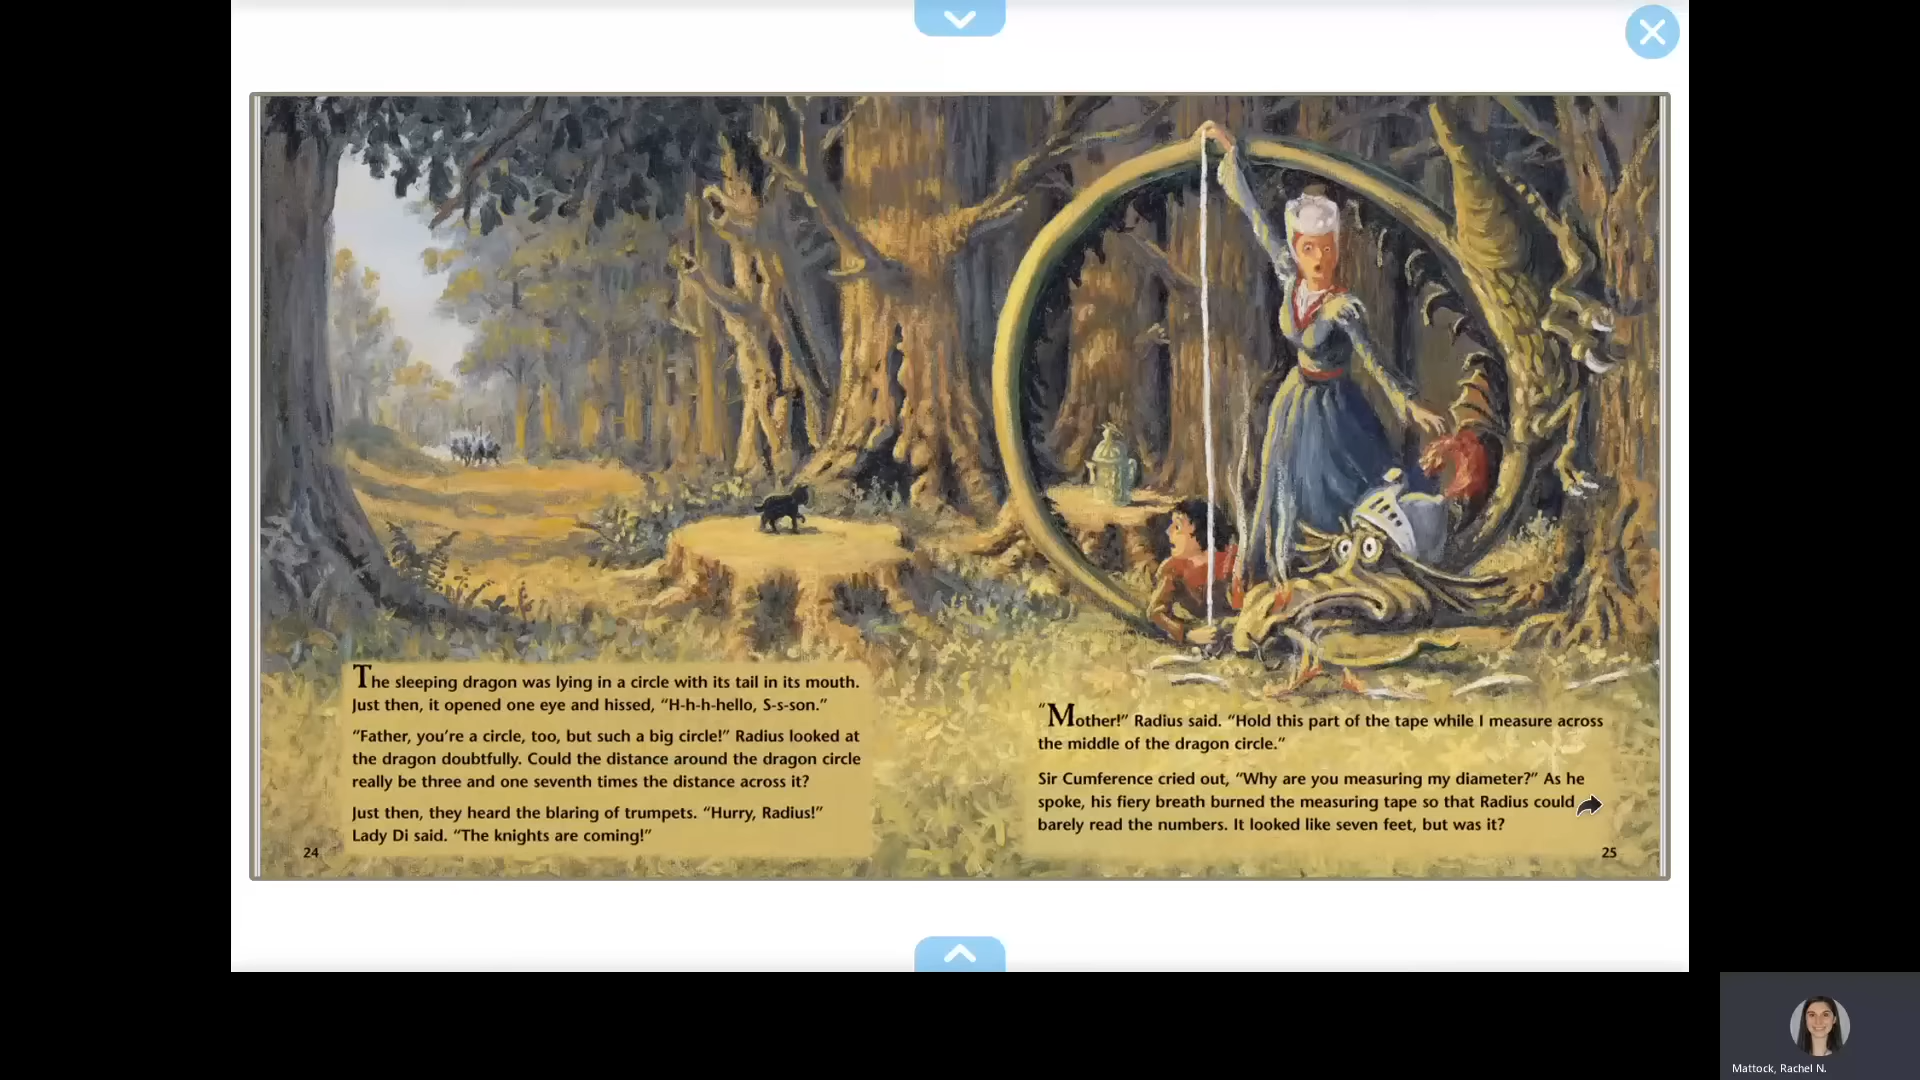 The sleeping dragon was lying in a circle with its tail in its mouth.
Just then, it opened one eye and hissed, “H-h-h-hello, S-s-son.”
“Father, you’re a circle, too, but such a big circle!” Radius looked at
the dragon doubtfully. Could the distance around the dragon circle
really be three and one seventh times the distance across it?
Just then, they heard the blaring of trumpets. “Hurry, Radius!”
Lady Di said. “The knights are coming!”
24
“Mother!” Radius said. “Hold this part of the tape while I measure across
the middle of the dragon circle.”
Sir Cumference cried out, “Why are you measuring my diameter?” As he
spoke, his fiery breath burned the measuring tape so that Radius could
barely read the numbers. It looked like seven feet, but was it?
25
Mattock, Rachel N.